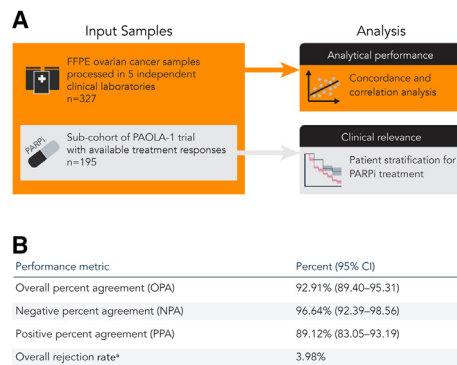 A
Input Samples
Analysis
FFPE ovarian cancer samples
processed in 5 independent
clinical laboratories
n=327
Analytical performance
Concordance and
correlation analysis
PARPi
Sub-cohort of PAOLA-1 trial
with available treatment responses
n=195
Clinical relevance
Patient stratification for
PARPi treatment
B
Performance metric Percent (95% CI)
Overall percent agreement (OPA) 92.91% (89.40–95.31)
Negative percent agreement (NPA) 96.64% (92.39–98.56)
Positive percent agreement (PPA) 89.12% (83.05–93.19)
Overall rejection rateᵃ 3.98%